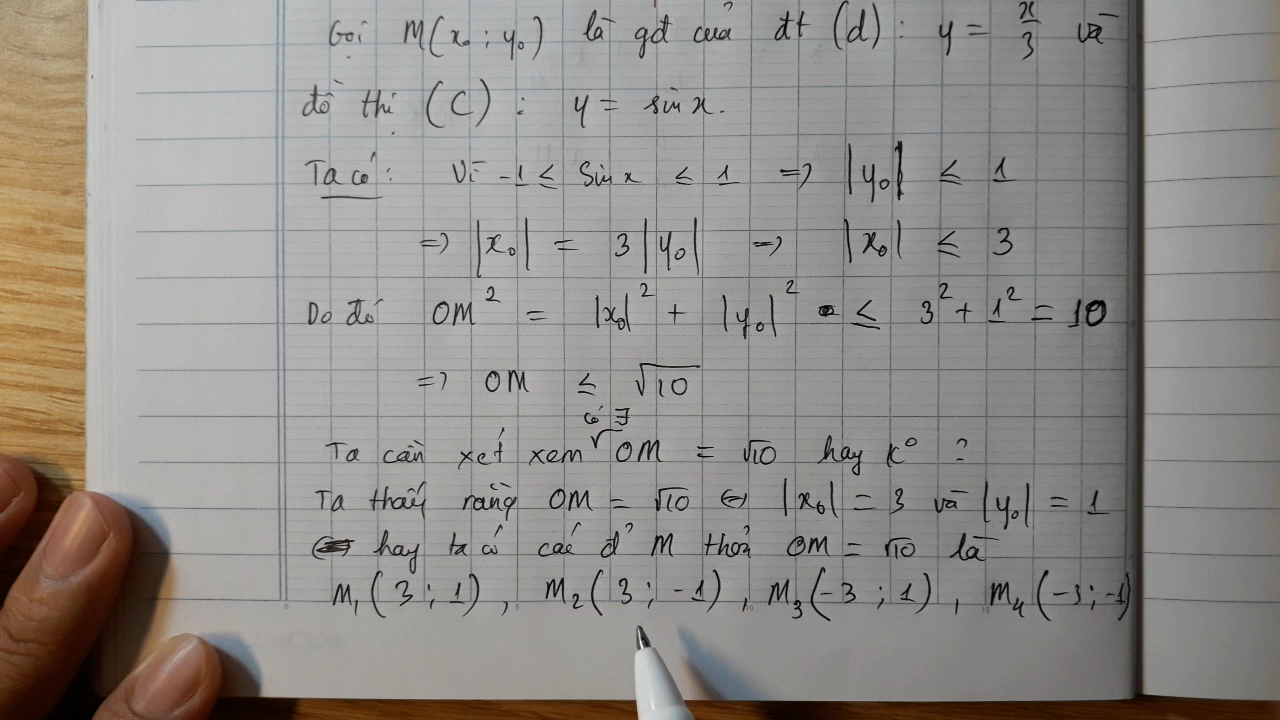 Gọi M(x₀ ; y₀) là gđ của đt (d) : y = x/3 và
đồ thị (C) : y = sin x.
Ta có : Vì -1 ≤ Sin x ≤ 1 => |y₀| ≤ 1
=> |x₀| = 3 |y₀| => |x₀| ≤ 3
Do đó OM² = |x₀|² + |y₀|² ≤ 3² + 1² = 10
=> OM ≤ √10
có ∃
Ta cần xét xem OM = √10 hay k° ?
Ta thấy rằng OM = √10 ⇔ |x₀| = 3 và |y₀| = 1
hay ta có các đ' M thỏa OM = √10 là
M₁(3 ; 1) , M₂(3 ; -1) , M₃(-3 ; 1) , M₄(-3 ; -1)